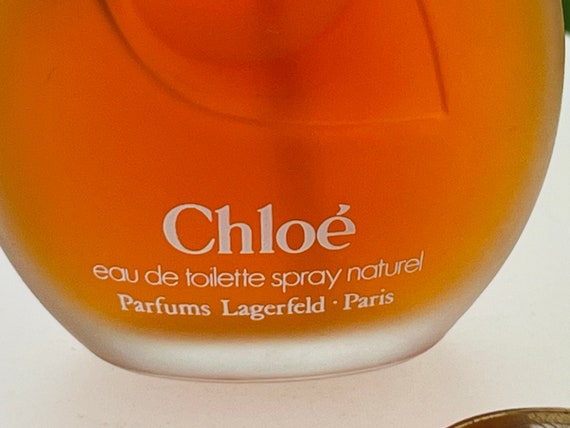 Chloé
eau de toilette spray naturel
Parfums Lagerfeld · Paris